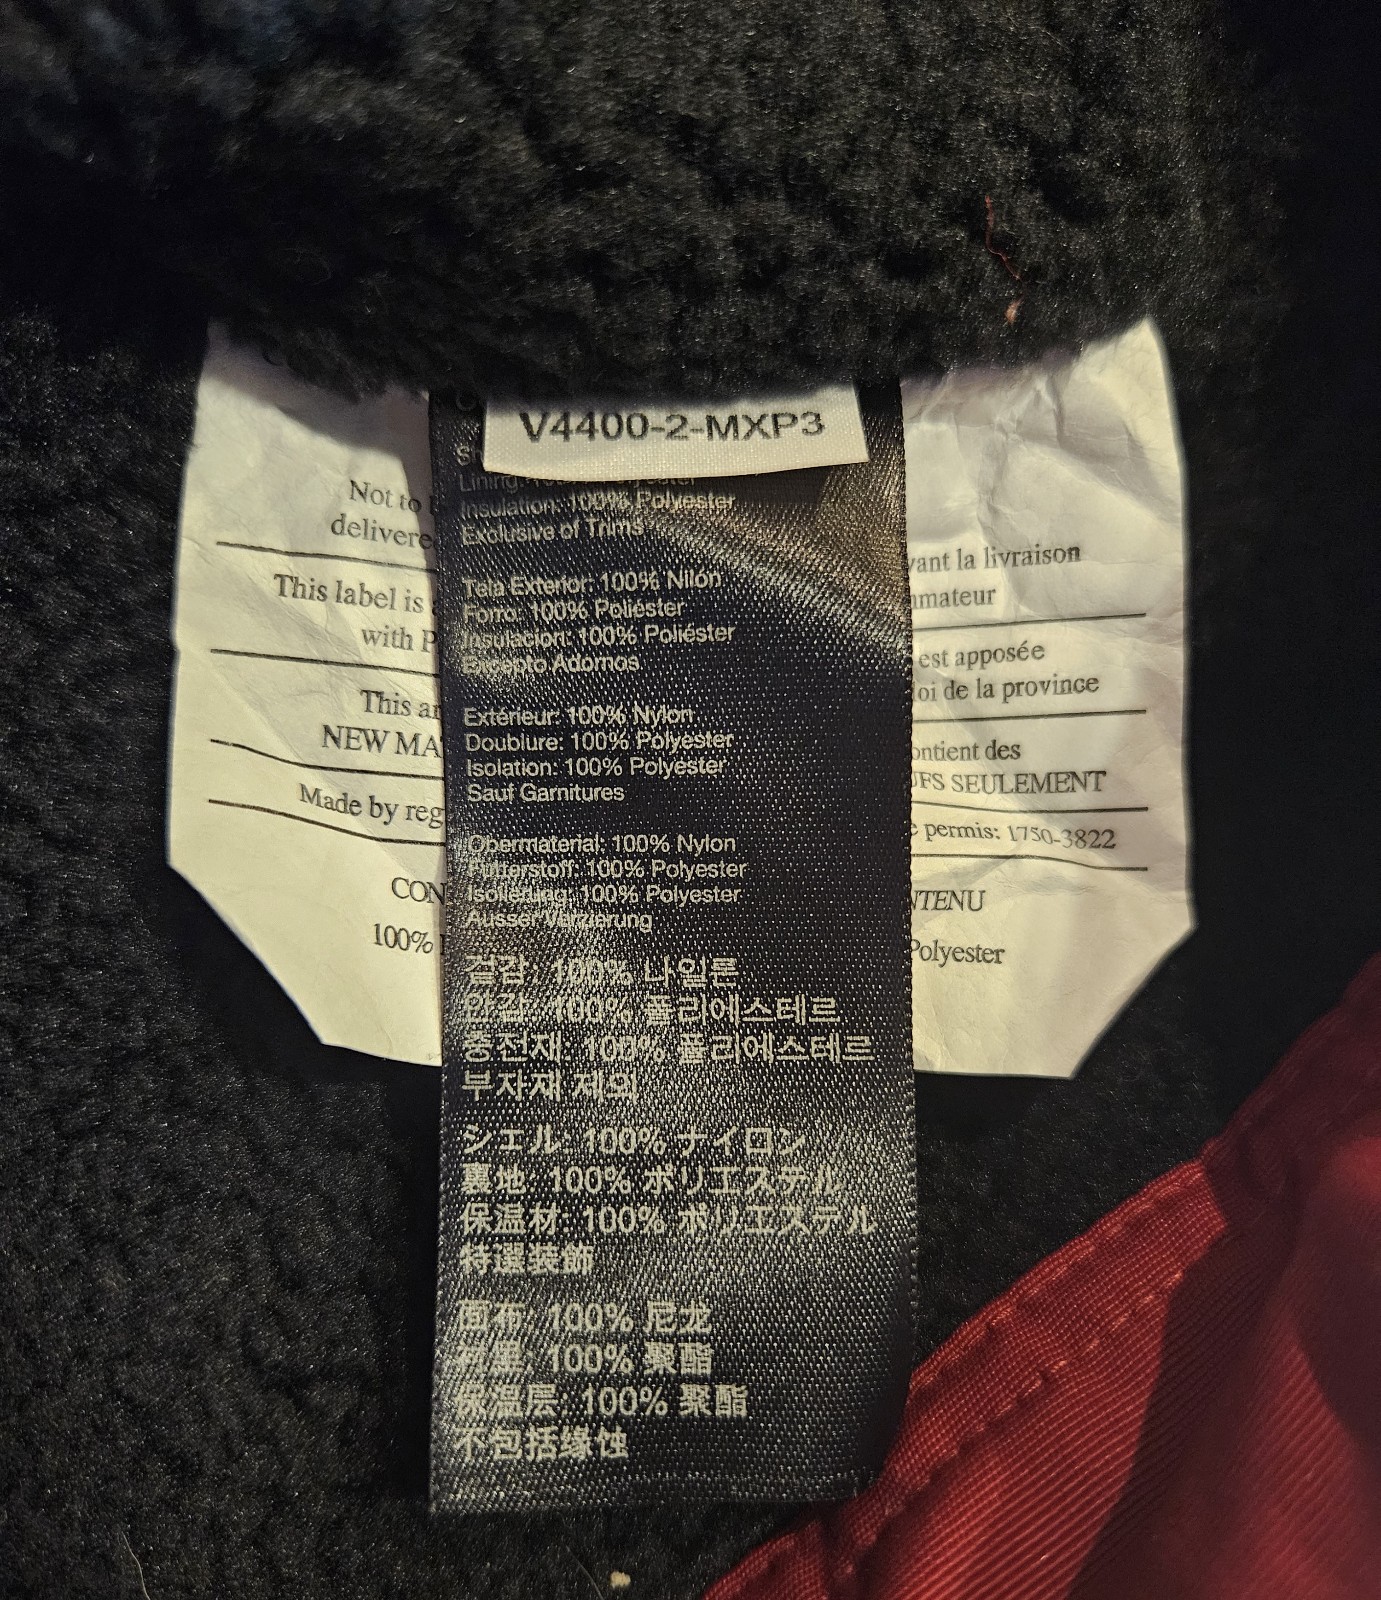 V4400-2-MXP3
Insulation: 100% Polyester
Exclusive of Trims
Tela Exterior: 100% Nilón
Forro: 100% Poliéster
Insulacion: 100% Poliéster
Excepto Adornos
Extérieur: 100% Nylon
Doublure: 100% Polyester
Isolation: 100% Polyester
Sauf Garnitures
Obermaterial: 100% Nylon
Futterstoff: 100% Polyester
Isolierung: 100% Polyester
Ausser Verzierung
겉감: 100% 나일론
안감: 100% 폴리에스테르
충전재: 100% 폴리에스테르
부자재 제외
シエル: 100% ナイロン
裏地: 100% ポリエステル
保温材: 100% ポリエステル
特選装飾
面布: 100% 尼龙
衬里: 100% 聚酯
保温层: 100% 聚酯
不包括缘蚀
Not to
delivere
This label is
with P
This ar
NEW MA
Made by reg
CON
100%
vant la livraison
mateur
est apposée
oi de la province
ontient des
UFS SEULEMENT
permis: 1750-3822
NTENU
Polyester